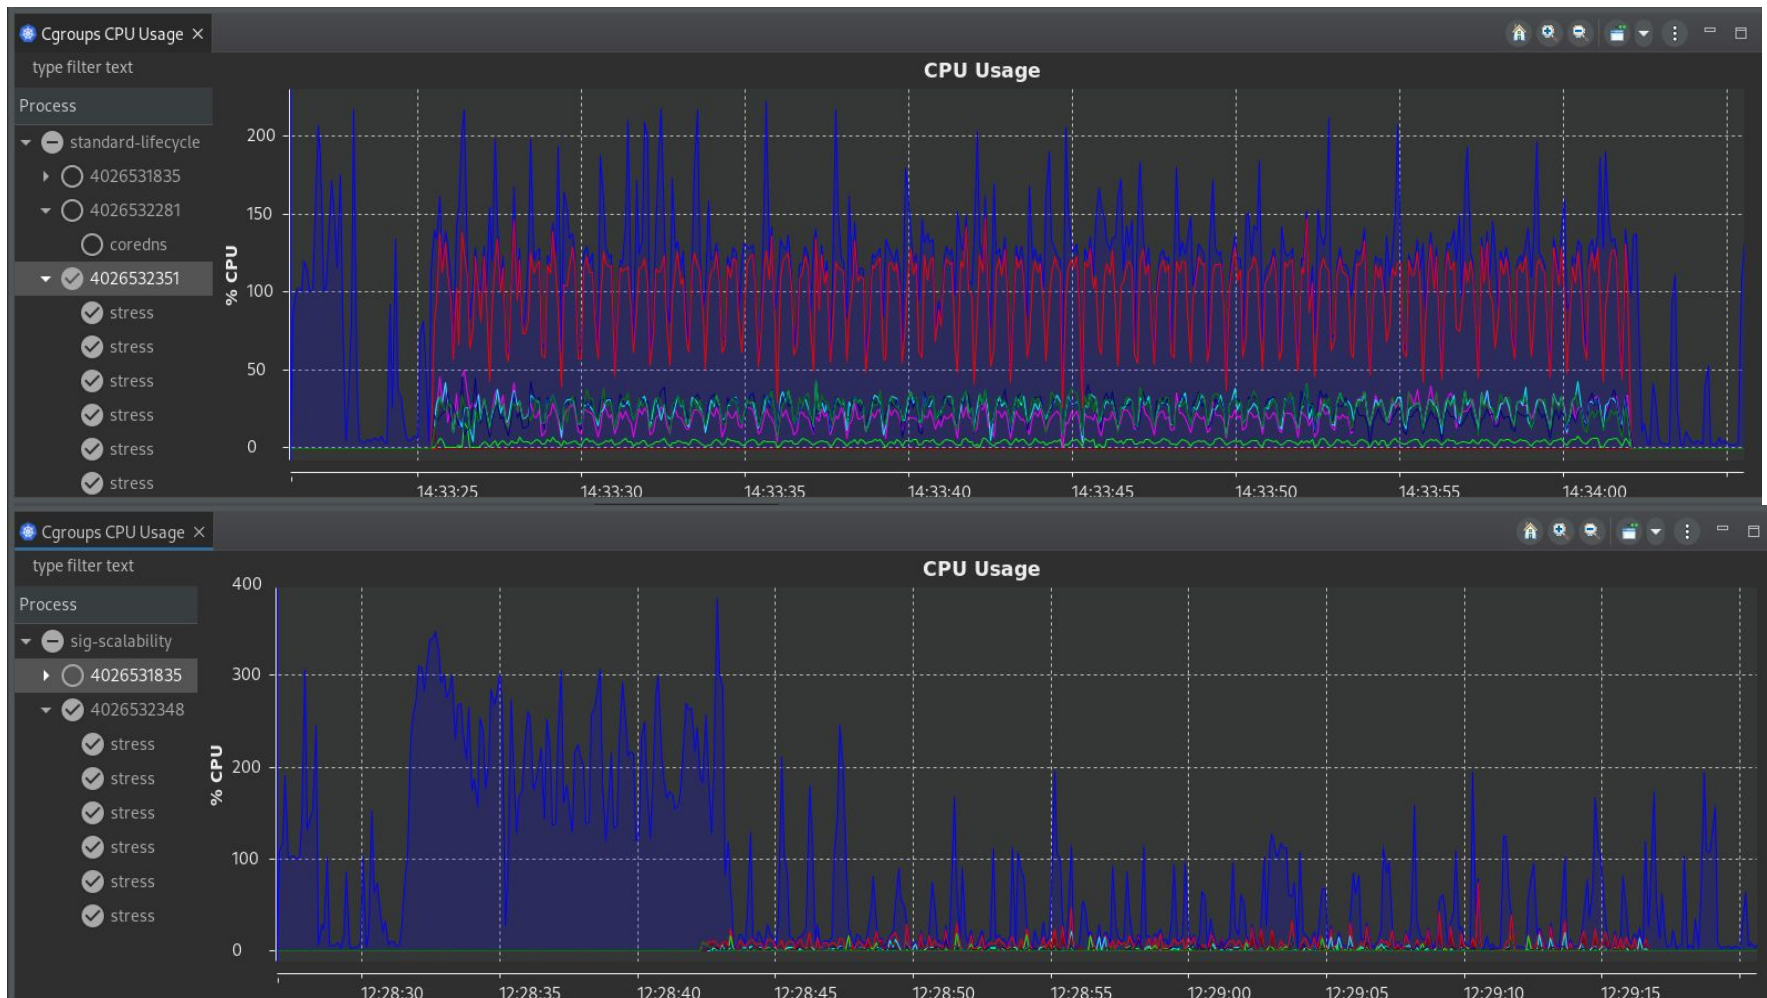 Cgroups CPU Usage ×
type filter text
CPU Usage
Process
standard-lifecycle
4026531835
4026532281
coredns
4026532351
stress
stress
stress
stress
stress
stress
% CPU
200
150
100
50
0
14:33:25 14:33:30 14:33:35 14:33:40 14:33:45 14:33:50 14:33:55 14:34:00
Cgroups CPU Usage ×
type filter text
CPU Usage
Process
sig-scalability
4026531835
4026532348
stress
stress
stress
stress
stress
stress
% CPU
400
300
200
100
0
12:28:30 12:28:35 12:28:40 12:28:45 12:28:50 12:28:55 12:29:00 12:29:05 12:29:10 12:29:15